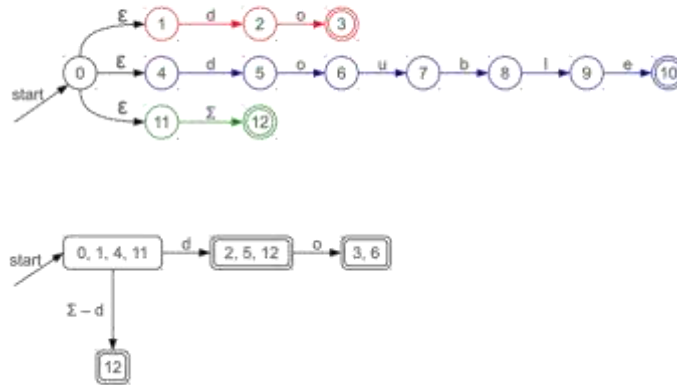 ε 1 d 2 o 3
0 ε 4 d 5 o 6 u 7 b 8 l 9 e 10
start
ε 11 Σ 12
start 0, 1, 4, 11 d 2, 5, 12 o 3, 6
Σ – d
12